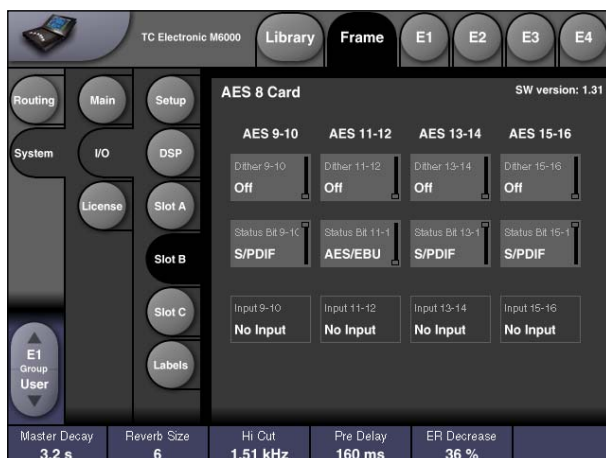 TC Electronic M6000
Library
Frame
E1
E2
E3
E4
Routing
Main
Setup
System
I/O
DSP
License
Slot A
Slot B
Slot C
Labels
AES 8 Card
SW version: 1.31
AES 9-10 AES 11-12 AES 13-14 AES 15-16
Dither 9-10 Dither 11-12 Dither 13-14 Dither 15-16
Off Off Off Off
Status Bit 9-10 Status Bit 11-1 Status Bit 13-1 Status Bit 15-1
S/PDIF AES/EBU S/PDIF S/PDIF
Input 9-10 Input 11-12 Input 13-14 Input 15-16
No Input No Input No Input No Input
E1
Group
User
Master Decay Reverb Size Hi Cut Pre Delay ER Decrease
3.2 s 6 1.51 kHz 160 ms 36 %